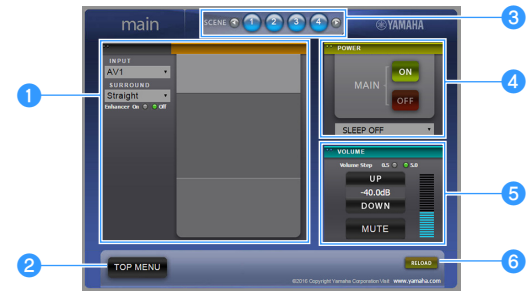 main
SCENE 1 2 3 4
YAMAHA
3
1
INPUT
AV1
SURROUND
Straight
Enhancer On Off
POWER
MAIN
ON
OFF
SLEEP OFF
4
VOLUME
Volume Step 0.5 5.0
UP
-40.0dB
DOWN
MUTE
5
2
TOP MENU
RELOAD
6
©2016 Copyright Yamaha Corporation Visit www.yamaha.com